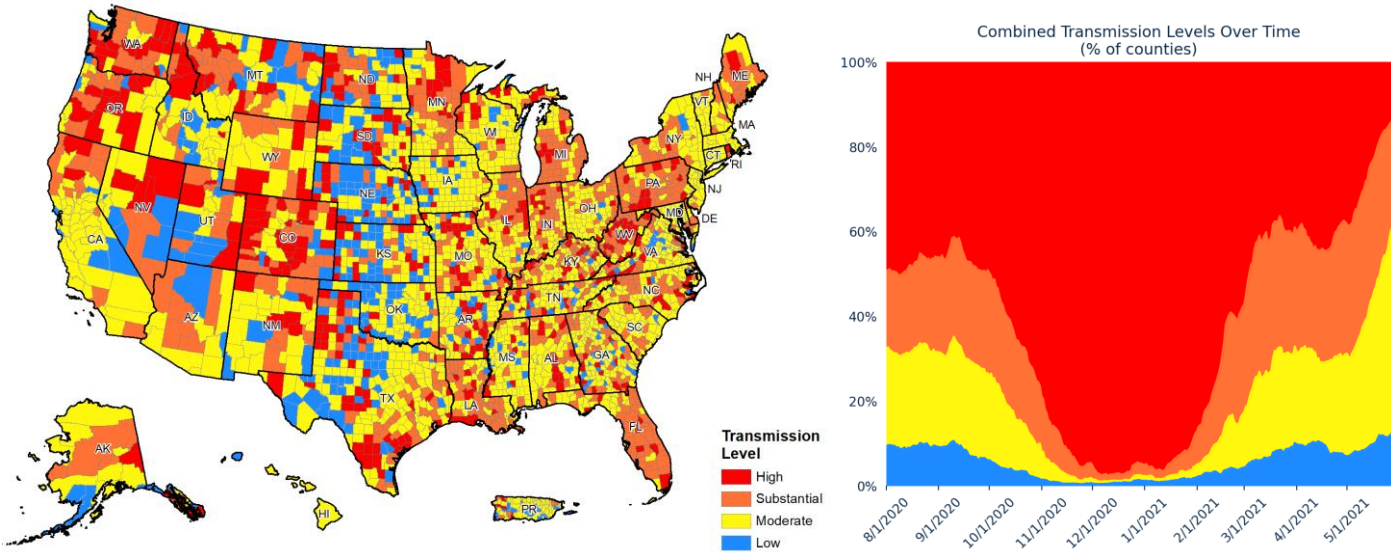 WA
MT
ND
MN
OR
ID
SD
WI
WY
IA
NE
NV
UT
CO
CA
KS
MO
IL
IN
OH
MI
PA
NY
NH
VT
ME
MA
CT
RI
NJ
MD
DE
WV
VA
KY
NC
TN
AZ
NM
OK
AR
SC
MS
AL
GA
TX
LA
FL
AK
HI
PR
Transmission
Level
High
Substantial
Moderate
Low
Combined Transmission Levels Over Time
(% of counties)
100%
80%
60%
40%
20%
0%
8/1/2020
9/1/2020
10/1/2020
11/1/2020
12/1/2020
1/1/2021
2/1/2021
3/1/2021
4/1/2021
5/1/2021